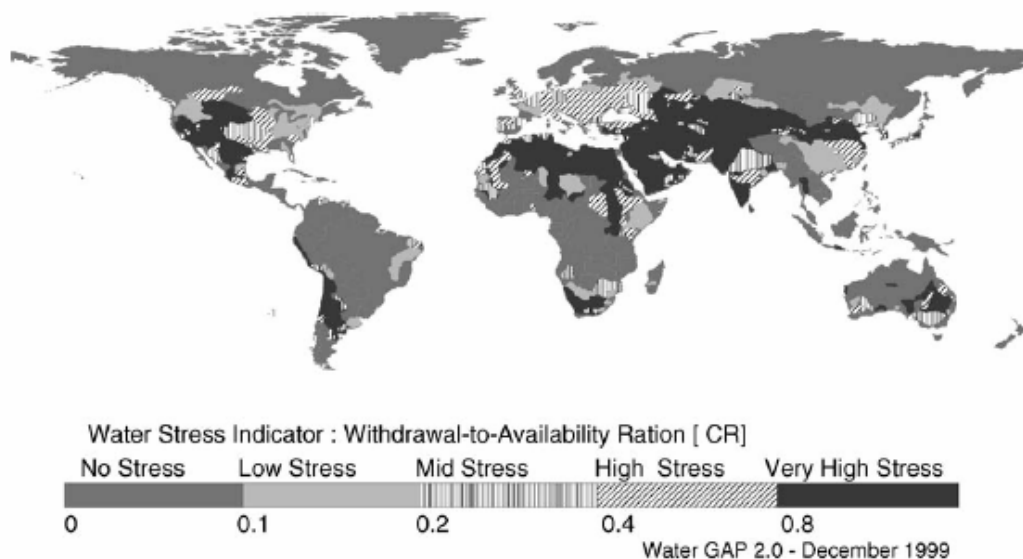 Water Stress Indicator : Withdrawal-to-Availability Ration [ CR]
No Stress Low Stress Mid Stress High Stress Very High Stress
0 0.1 0.2 0.4 0.8
Water GAP 2.0 - December 1999